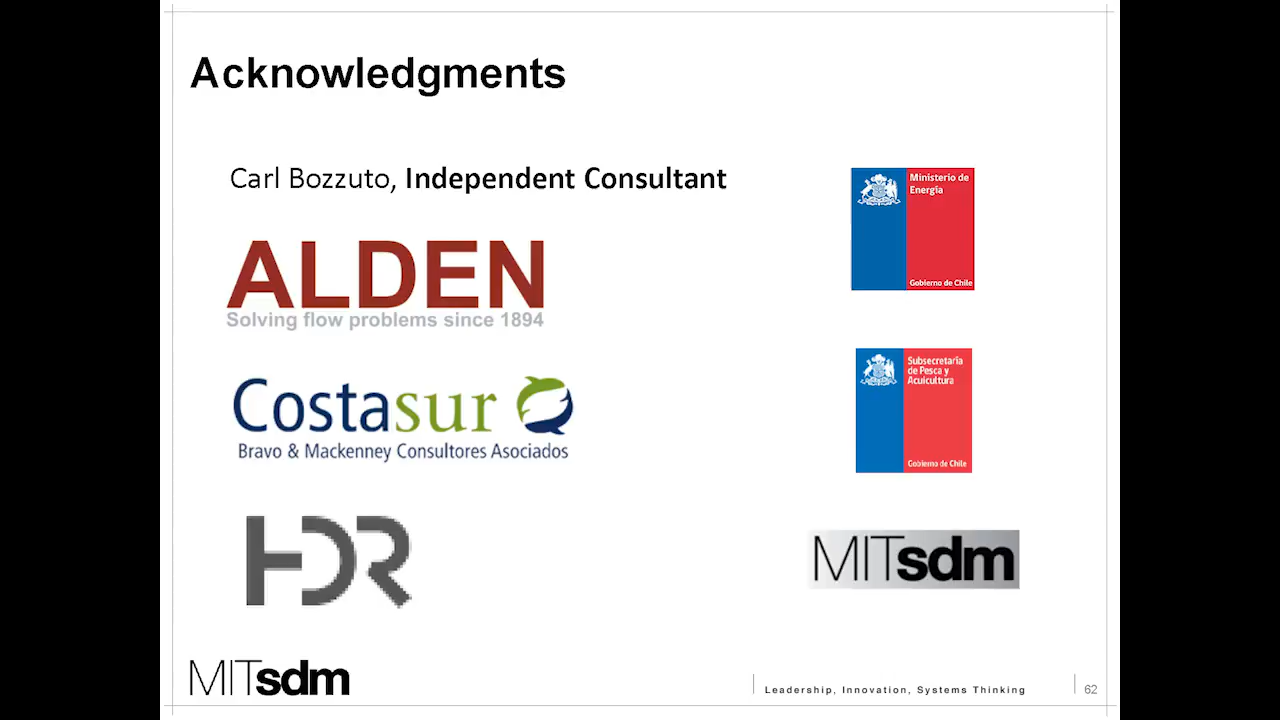 Acknowledgments
Carl Bozzuto, Independent Consultant
ALDEN
Solving flow problems since 1894
Costasur
Bravo & Mackenney Consultores Asociados
HDR
Ministerio de
Energía
Gobierno de Chile
Subsecretaría
de Pesca y
Acuicultura
Gobierno de Chile
MITsdm
MITsdm
Leadership, Innovation, Systems Thinking
62